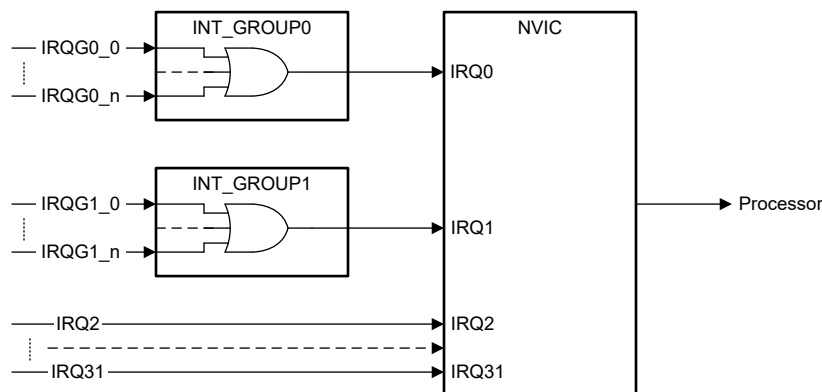 INT_GROUP0
NVIC
IRQG0_0
IRQ0
IRQG0_n
INT_GROUP1
IRQG1_0
Processor
IRQ1
IRQG1_n
IRQ2
IRQ2
IRQ31
IRQ31